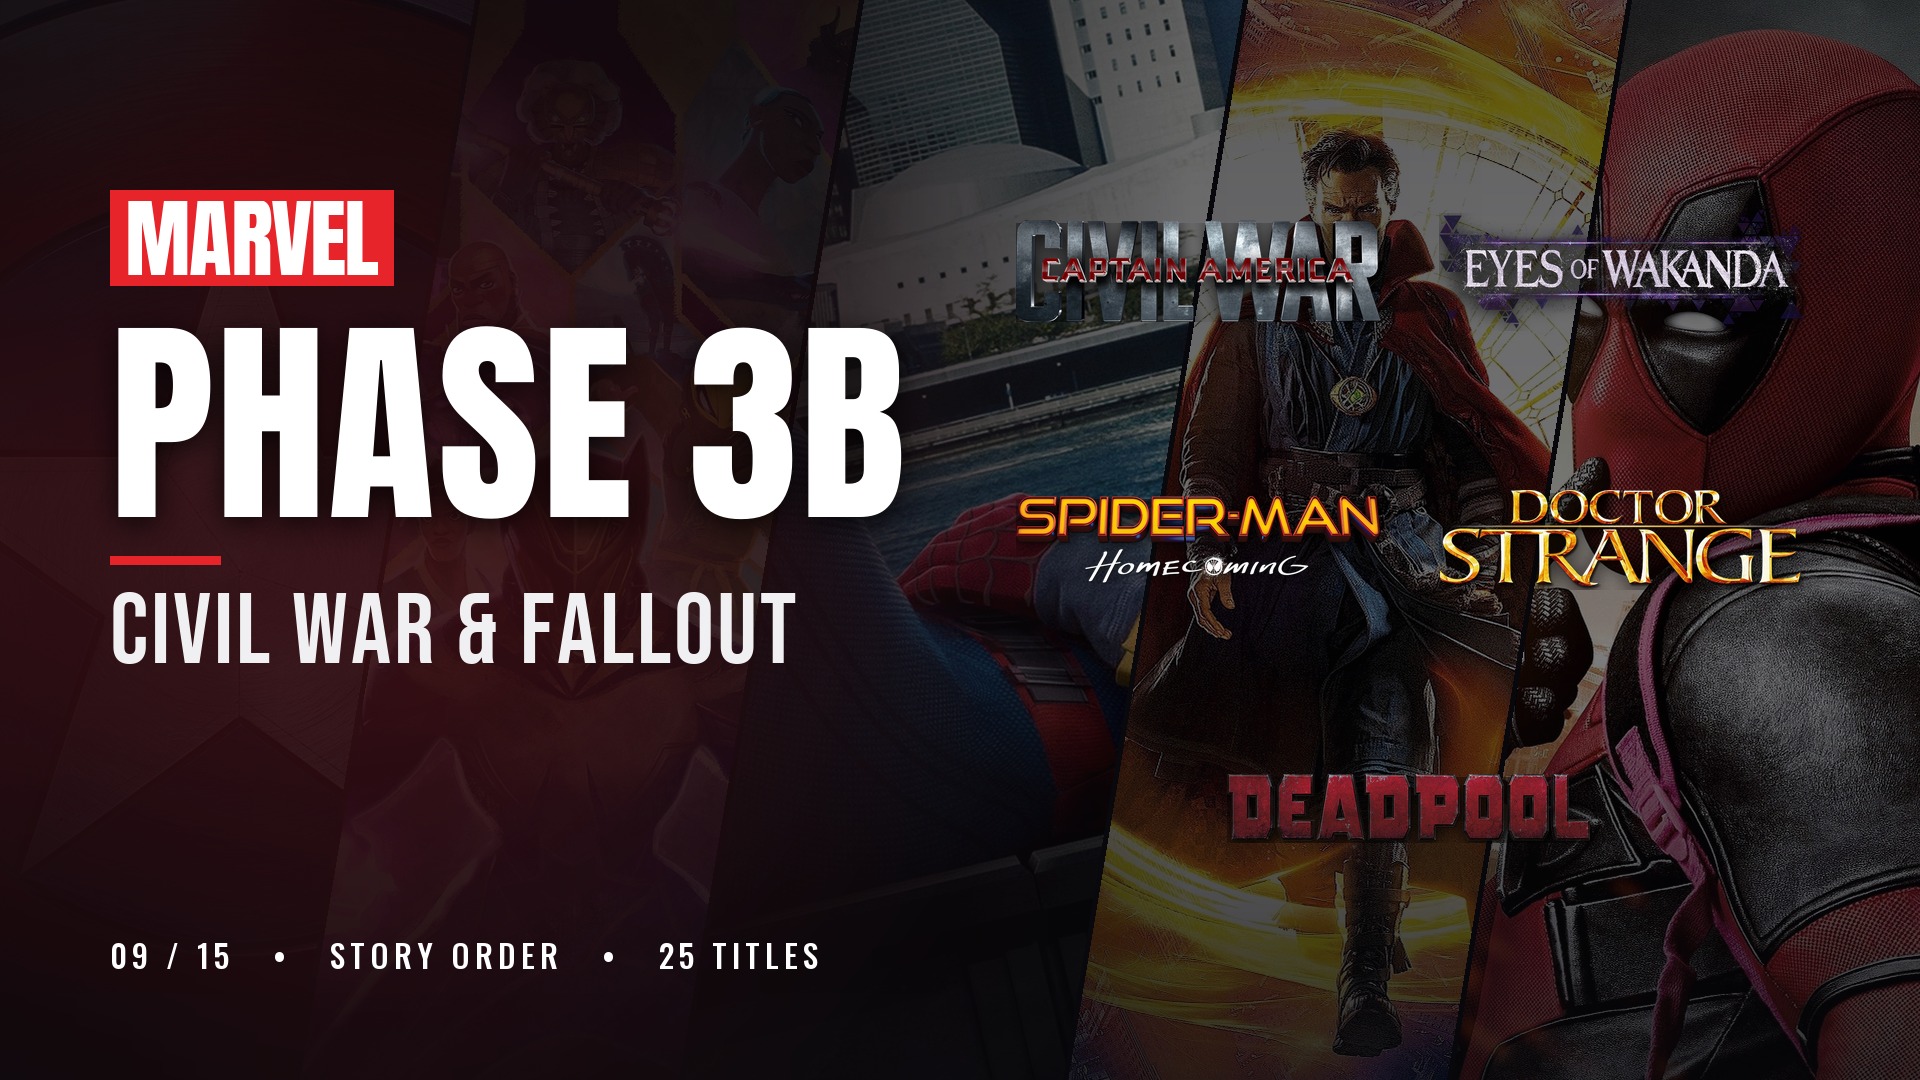 MARVEL
PHASE 3B
CIVIL WAR & FALLOUT
09 / 15 • STORY ORDER • 25 TITLES
CIVIL WAR
CAPTAIN AMERICA
EYES OF WAKANDA
SPIDER-MAN
HOMECOMING
DOCTOR
STRANGE
DEADPOOL